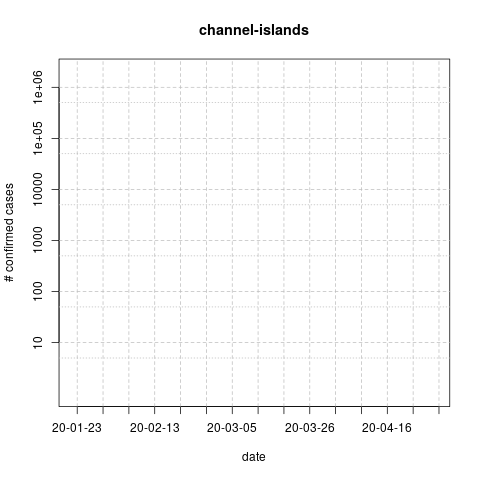 channel-islands
# confirmed cases
1e+06
1e+05
10000
1000
100
10
20-01-23 20-02-13 20-03-05 20-03-26 20-04-16
date